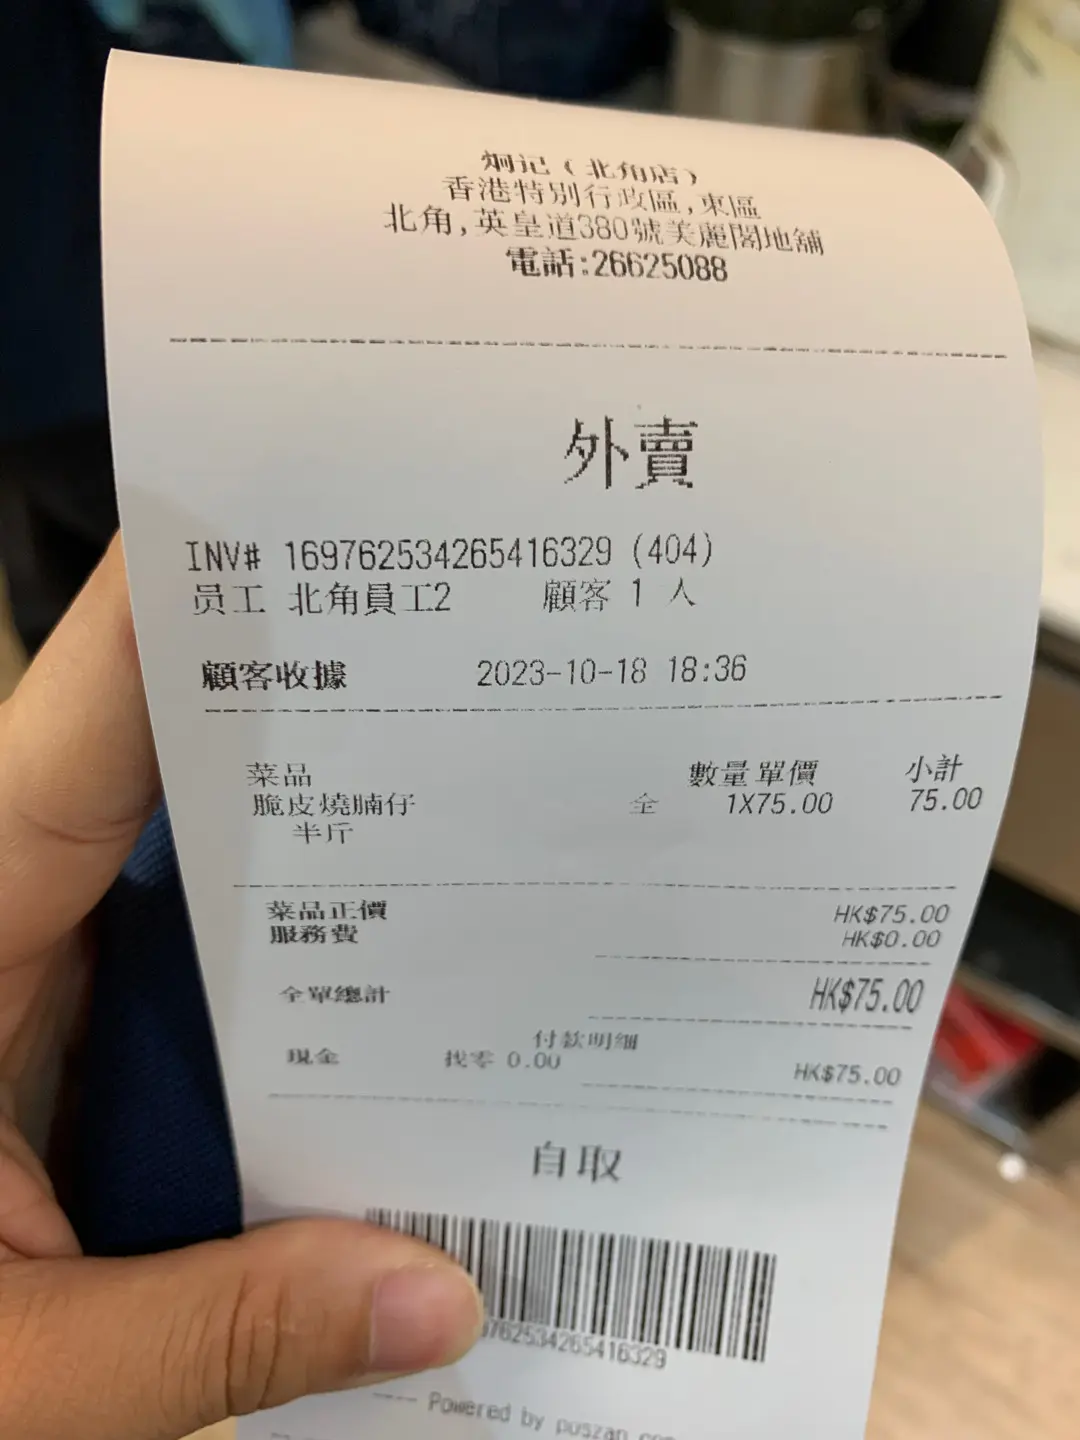 炯记（北角店）
香港特別行政區,東區
北角,英皇道380號美麗閣地舖
電話:26625088
外賣
INV# 169762534265416329 (404)
员工 北角員工2 顧客 1 人
顧客收據 2023-10-18 18:36
菜品 數量 單價 小計
脆皮燒腩仔 全 1X75.00 75.00
半斤
菜品正價 HK$75.00
服務費 HK$0.00
全單總計 HK$75.00
付款明細
現金 找零 0.00 HK$75.00
自取
9762534265416329
---- Powered by poszan